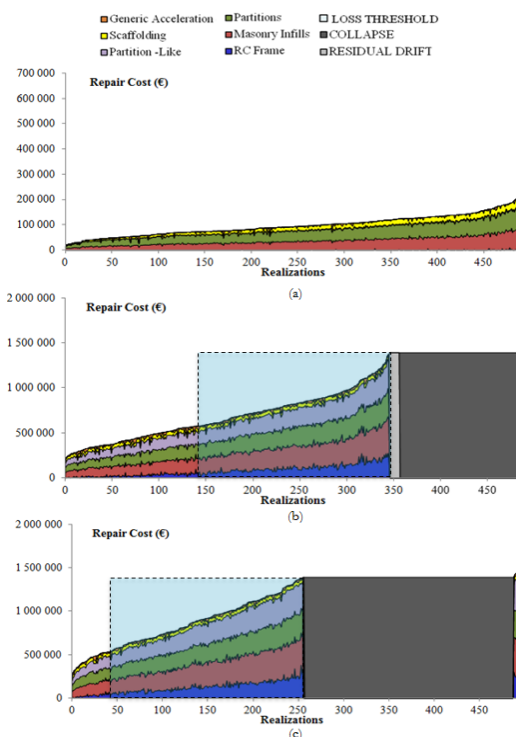 Generic Acceleration Partitions LOSS THRESHOLD
Scaffolding Masonry Infills COLLAPSE
Partition -Like RC Frame RESIDUAL DRIFT
Repair Cost (€)
700 000
600 000
500 000
400 000
300 000
200 000
100 000
0
0 50 100 150 200 250 300 350 400 450
Realizations
(a)
Repair Cost (€)
2 000 000
1 500 000
1 000 000
500 000
0
0 50 100 150 200 250 300 350 400 450
Realizations
(b)
Repair Cost (€)
2 000 000
1 500 000
1 000 000
500 000
0
0 50 100 150 200 250 300 350 400 450
Realizations
(c)